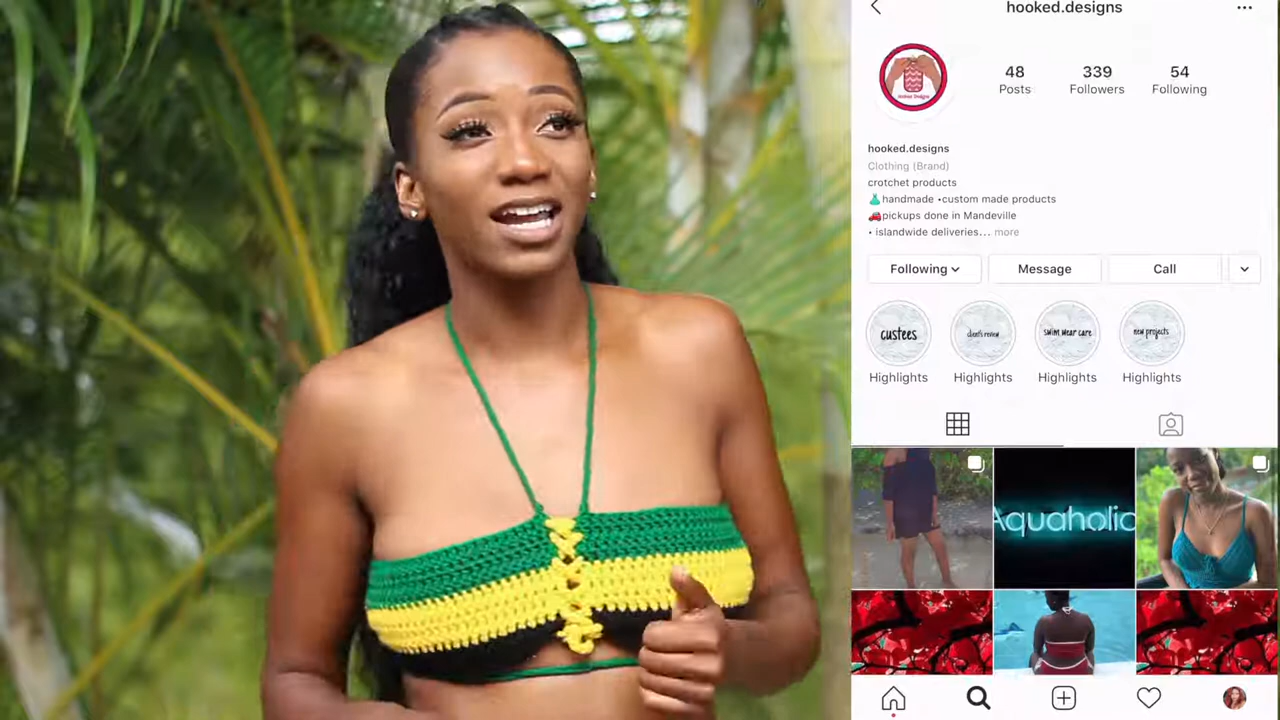 hooked.designs
48
339
54
Posts
Followers
Following
hooked.designs
Clothing (Brand)
crotchet products
handmade •custom made products
pickups done in Mandeville
• islandwide deliveries... more
Following
Message
Call
custees
client's review
swim wear care
new projects
Highlights
Highlights
Highlights
Highlights
Aquaholic